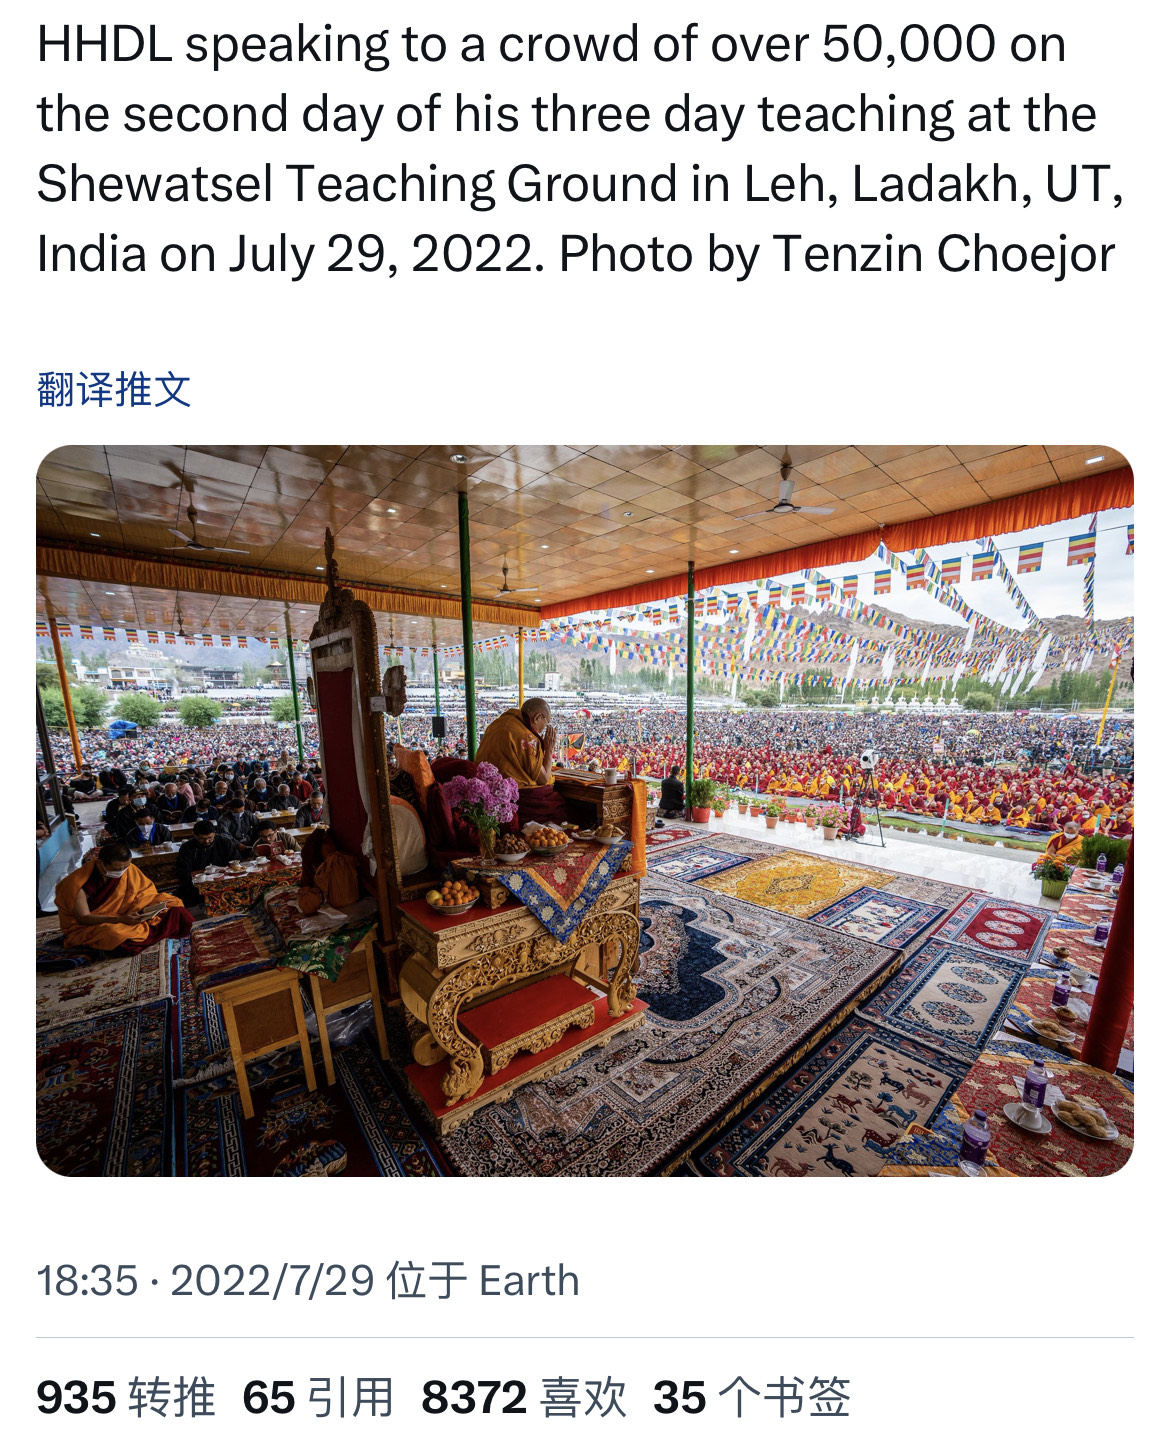 HHDL speaking to a crowd of over 50,000 on
the second day of his three day teaching at the
Shewatsel Teaching Ground in Leh, Ladakh, UT,
India on July 29, 2022. Photo by Tenzin Choejor
翻译推文
18:35 · 2022/7/29 位于 Earth
935 转推 65 引用 8372 喜欢 35 个书签